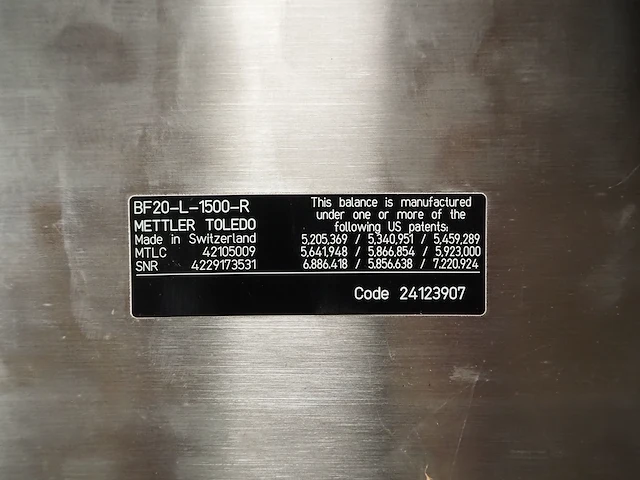 BF20-L-1500-R
METTLER TOLEDO
Made in Switzerland
MTLC 42105009
SNR 4229173531
This balance is manufactured
under one or more of the
following US patents:
5,205,369 / 5,340,951 / 5,459,289
5,641,948 / 5,866,854 / 5,923,000
6,886,418 / 5,856,638 / 7,220,924
Code 24123907